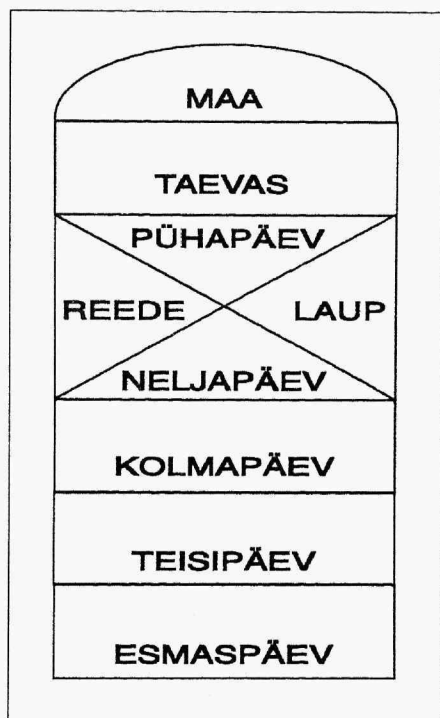 MAA
TAEVAS
PÜHAPÄEV
REEDE LAUP
NELJAPÄEV
KOLMAPÄEV
TEISIPÄEV
ESMASPÄEV